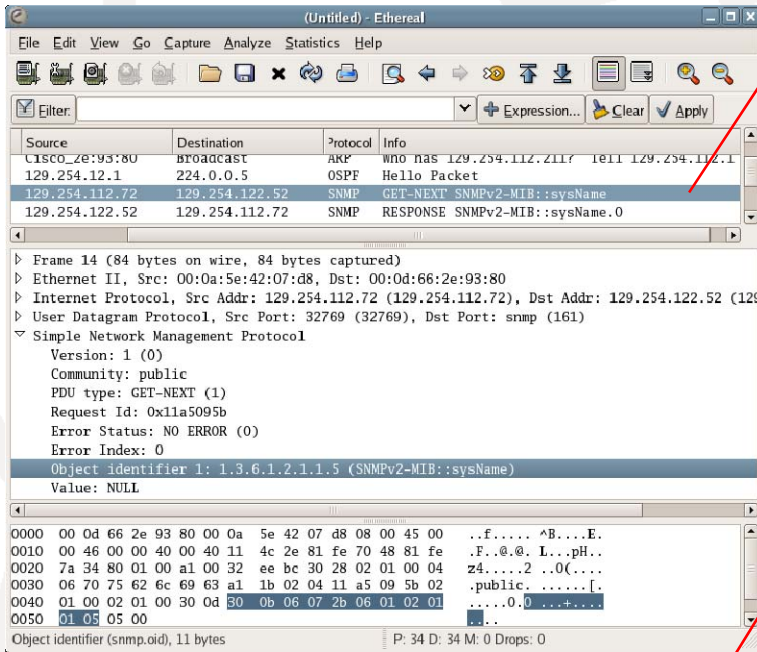 (Untitled) - Ethereal
File Edit View Go Capture Analyze Statistics Help
Filter: Expression... Clear Apply
Source Destination Protocol Info
Cisco_2e:93:80 Broadcast ARP Who has 129.254.112.211? Tell 129.254.112.1
129.254.12.1 224.0.0.5 OSPF Hello Packet
129.254.112.72 129.254.122.52 SNMP GET-NEXT SNMPv2-MIB::sysName
129.254.122.52 129.254.112.72 SNMP RESPONSE SNMPv2-MIB::sysName.0
Frame 14 (84 bytes on wire, 84 bytes captured)
Ethernet II, Src: 00:0a:5e:42:07:d8, Dst: 00:0d:66:2e:93:80
Internet Protocol, Src Addr: 129.254.112.72 (129.254.112.72), Dst Addr: 129.254.122.52 (129
User Datagram Protocol, Src Port: 32769 (32769), Dst Port: snmp (161)
Simple Network Management Protocol
Version: 1 (0)
Community: public
PDU type: GET-NEXT (1)
Request Id: 0x11a5095b
Error Status: NO ERROR (0)
Error Index: 0
Object identifier 1: 1.3.6.1.2.1.1.5 (SNMPv2-MIB::sysName)
Value: NULL
0000 00 0d 66 2e 93 80 00 0a 5e 42 07 d8 08 00 45 00 ..f..... ^B....E.
0010 00 46 00 00 40 00 40 11 4c 2e 81 fe 70 48 81 fe .F..@.@. L...pH..
0020 7a 34 80 01 00 a1 00 32 ee bc 30 28 02 01 00 04 z4.....2 ..0(....
0030 06 70 75 62 6c 69 63 a1 1b 02 04 11 a5 09 5b 02 .public. ......[.
0040 01 00 02 01 00 30 0d 30 0b 06 07 2b 06 01 02 01 .....0.0 ...+....
0050 01 05 05 00 ....
Object identifier (snmp.oid), 11 bytes P: 34 D: 34 M: 0 Drops: 0